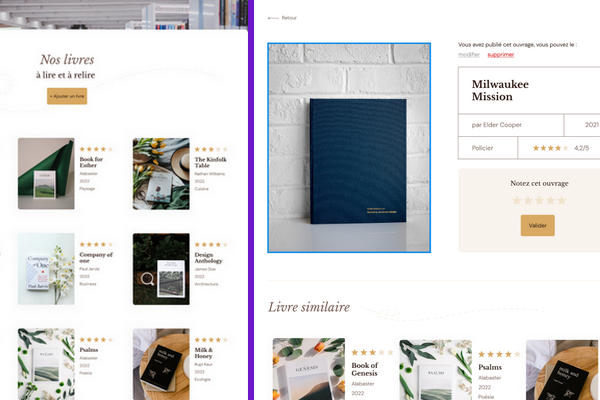 Nos livres
à lire et à relire
+ Ajouter un livre
Book for
Esther
Alabaster
2022
Paysage
The Kinfolk
Table
Nathan Williams
2022
Cuisine
Company of
one
Paul Jarvis
2022
Business
Design
Anthology
James Doe
2022
Architecture
Psalms
Alabaster
2022
Poésie
Milk &
Honey
Rupi Kaur
2022
Ecologie
Retour
Vous avez publié cet ouvrage, vous pouvez le :
modifier
supprimer
Milwaukee
Mission
par Elder Cooper
2021
Policier
4,2/5
Notez cet ouvrage
Valider
Livre similaire
GENESIS
Book of
Genesis
Alabaster
2022
Psalms
Alabaster
2022
Poésie
milk and
honey